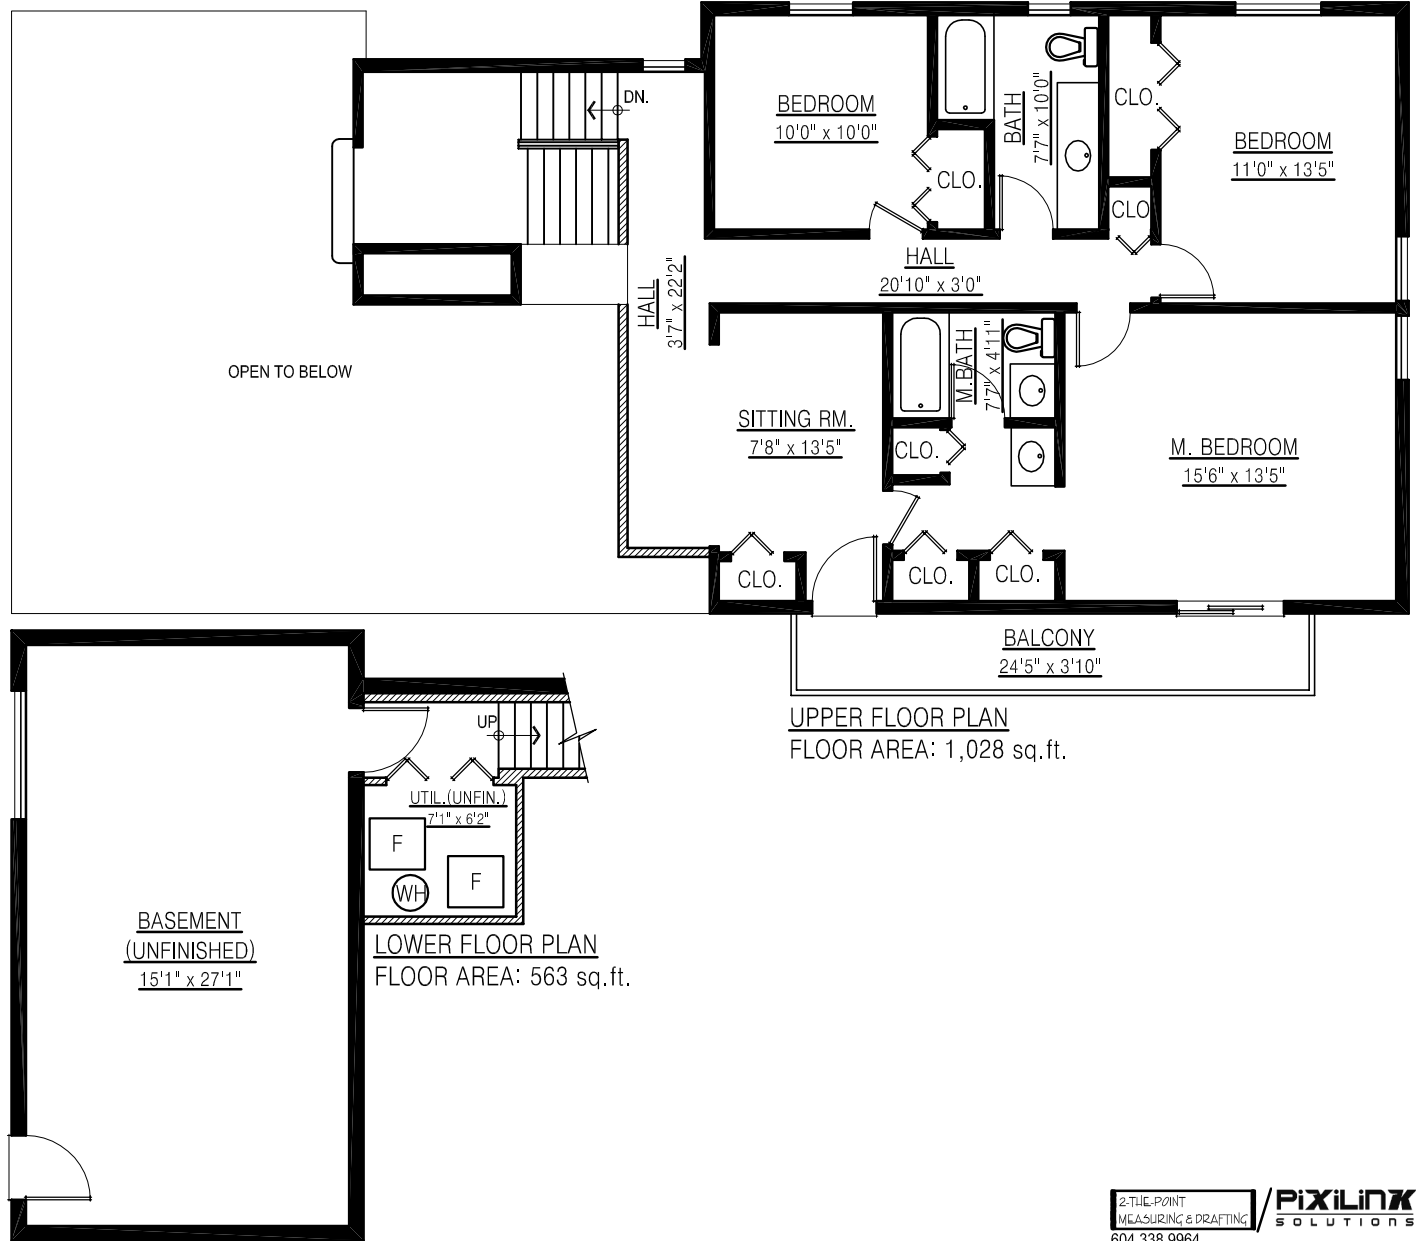 DN.
BEDROOM
10'0" x 10'0"
CLO.
BATH
7'7" x 10'0"
CLO.
CLO
BEDROOM
11'0" x 13'5"
HALL
20'10" x 3'0"
HALL
3'7" x 22'2"
OPEN TO BELOW
SITTING RM.
7'8" x 13'5"
M.BATH
7'7" x 4'11"
CLO.
M. BEDROOM
15'6" x 13'5"
CLO.
CLO.
CLO.
BALCONY
24'5" x 3'10"
UPPER FLOOR PLAN
FLOOR AREA: 1,028 sq.ft.
UP
UTIL.(UNFIN.)
7'1" x 6'2"
F
F
WH
BASEMENT
(UNFINISHED)
15'1" x 27'1"
LOWER FLOOR PLAN
FLOOR AREA: 563 sq.ft.
2-THE-POINT
MEASURING & DRAFTING
604.338.9964
PiXiLiNK
SOLUTIONS